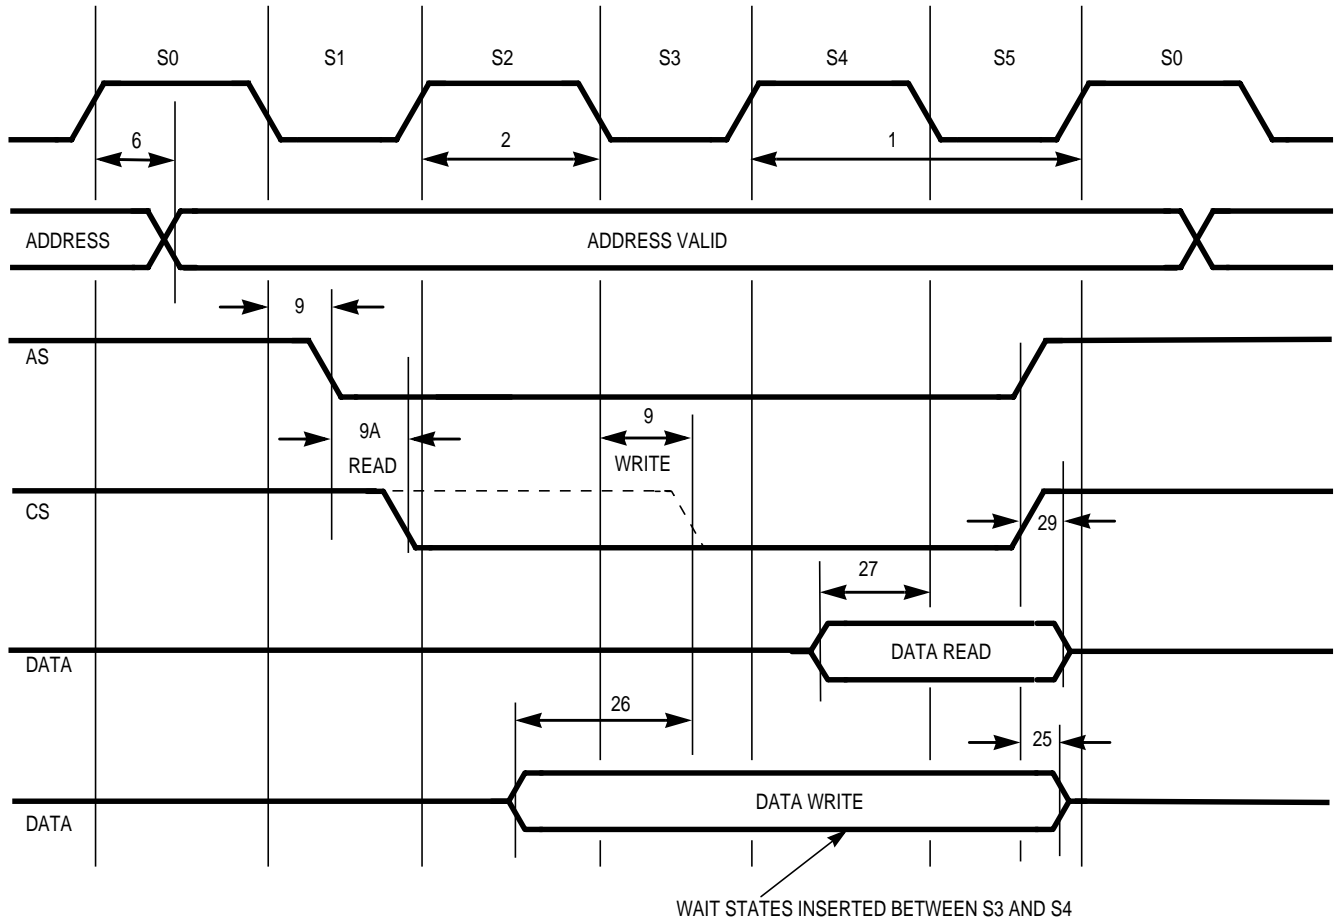 S0 S1 S2 S3 S4 S5 S0
6 2 1
ADDRESS ADDRESS VALID
9
AS
9A 9
READ WRITE
CS
29
27
DATA DATA READ
26
25
DATA DATA WRITE
WAIT STATES INSERTED BETWEEN S3 AND S4